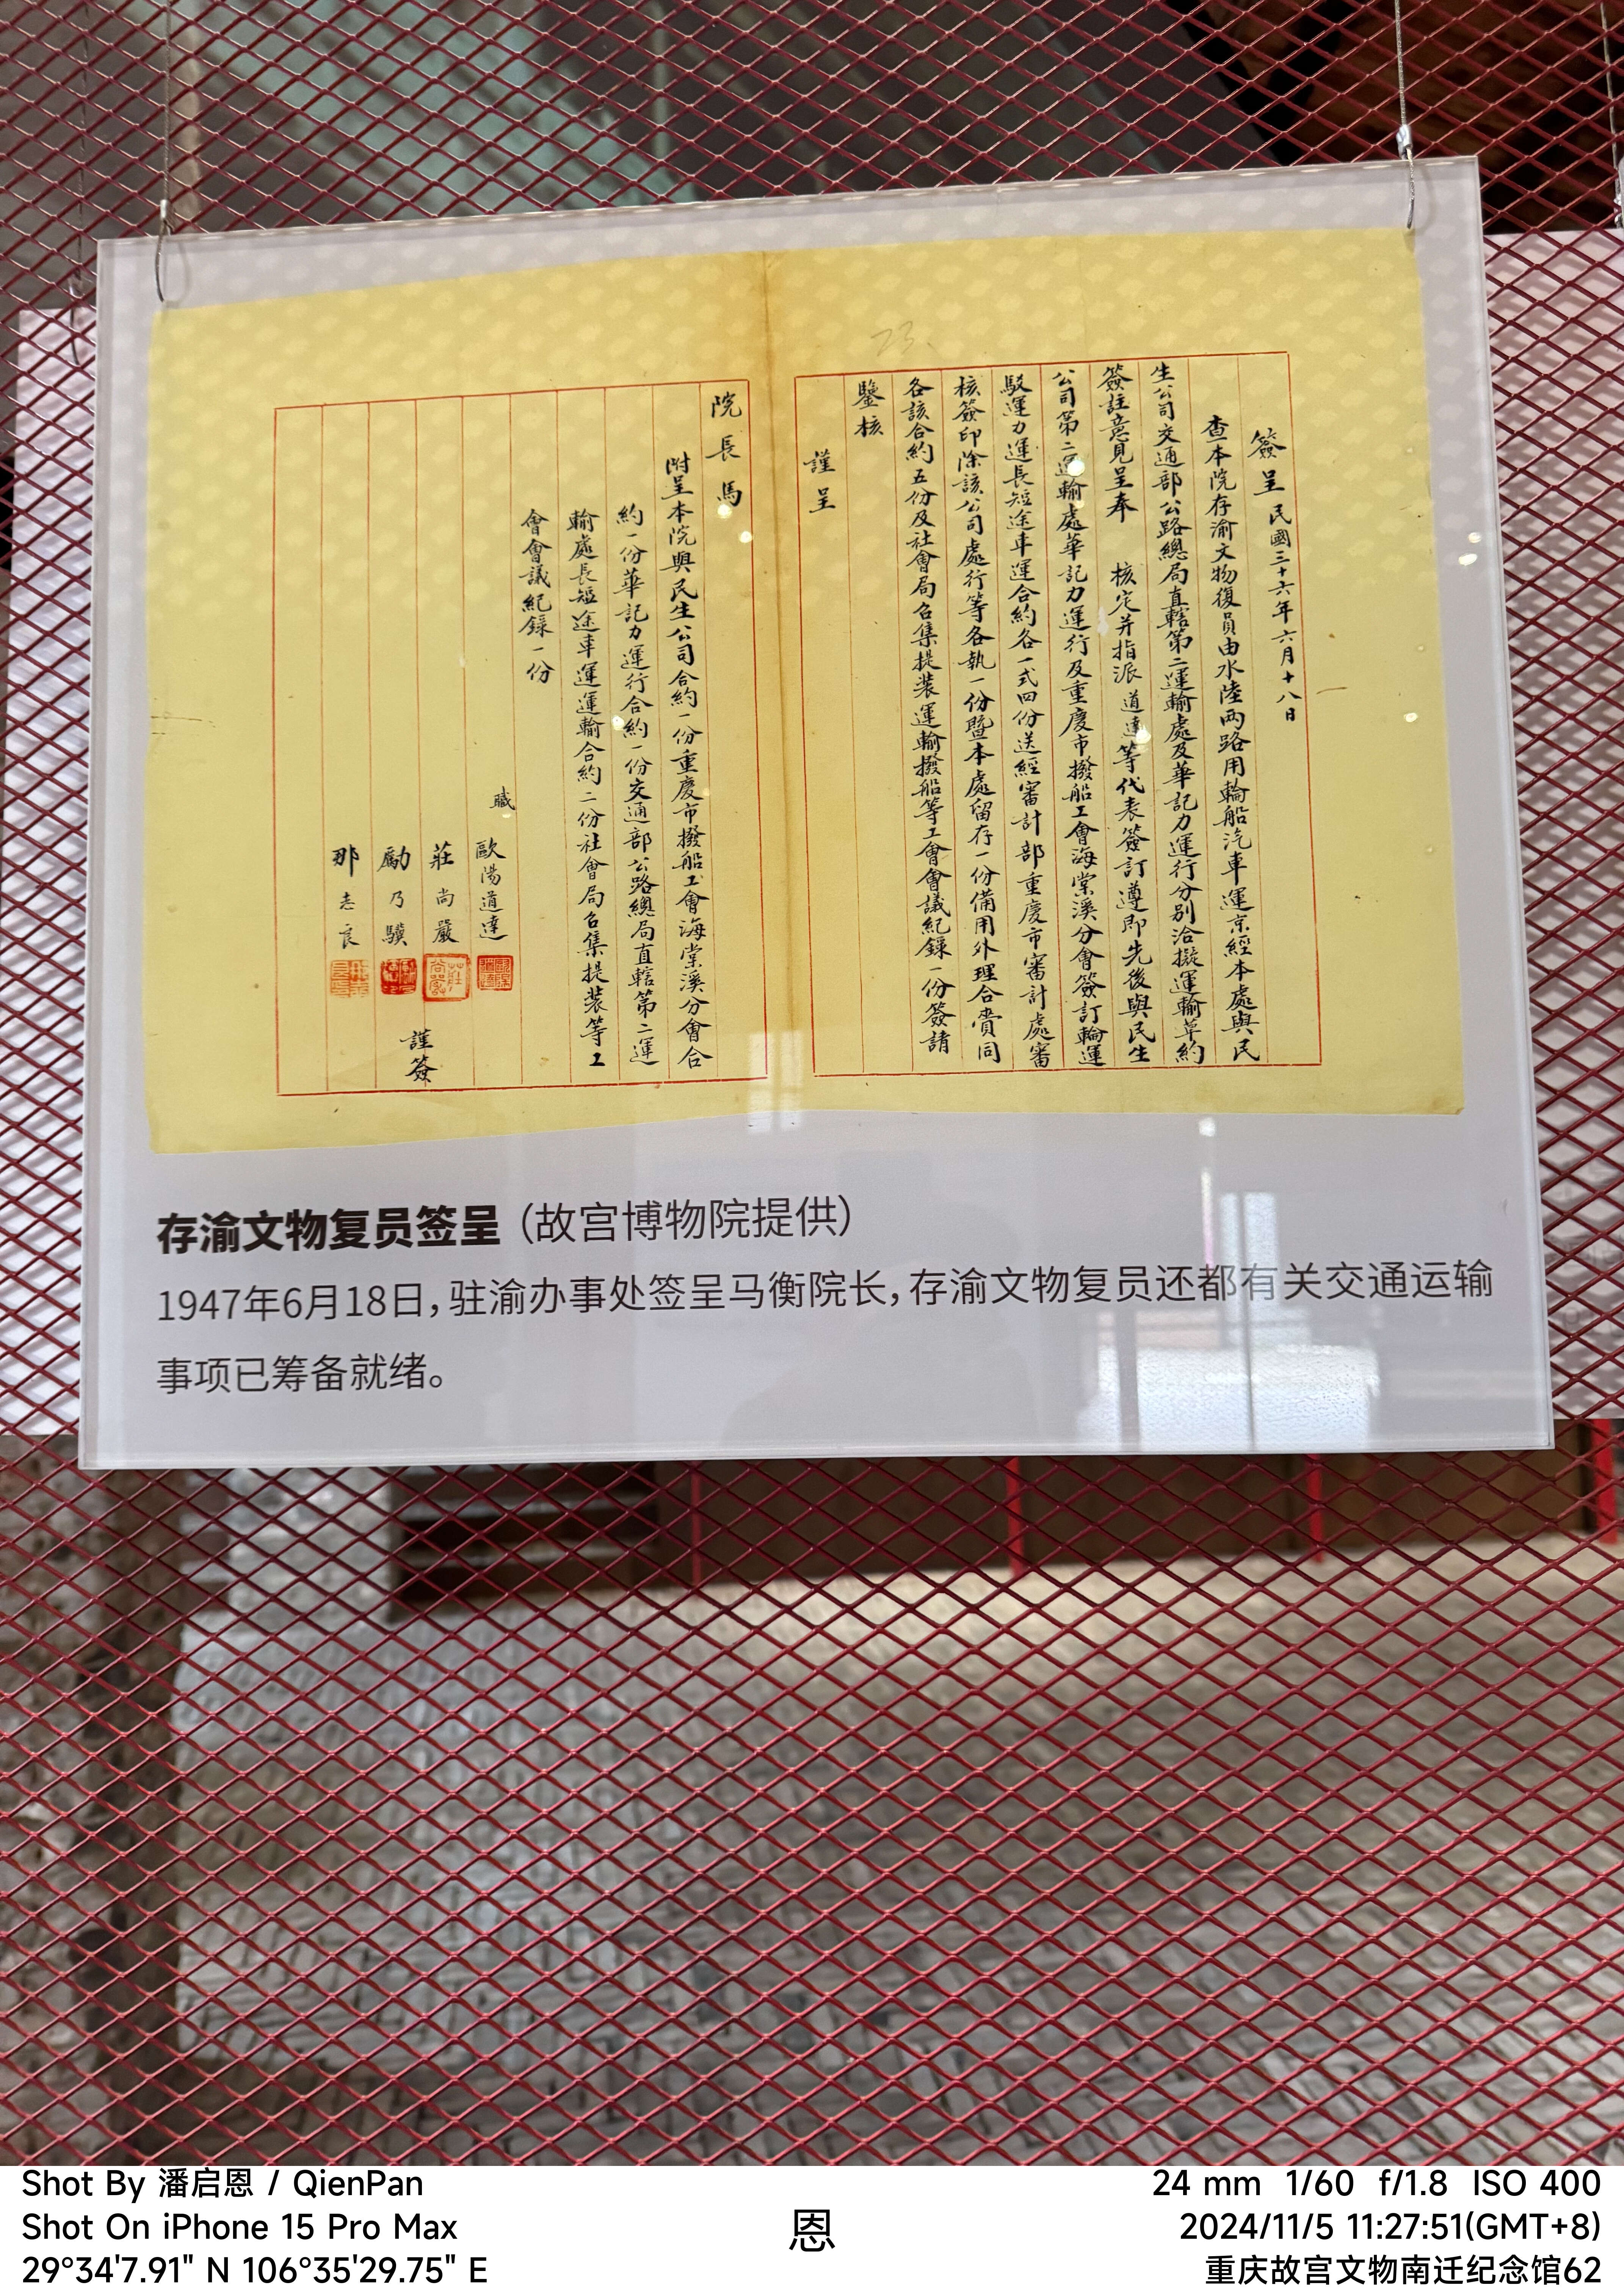 簽呈 民國三十六年六月十八日
查本院存渝文物復員由水陸兩路用輪船汽車運京經本處與民
生公司交通部公路總局直轄第二運輸處及華記力運行分別洽擬運輸草約
簽註意見呈奉 核定并指派道達等代表簽訂遵即先後與民生
公司第二運輸處華記力運行及重慶市撥船工會海棠溪分會簽訂輪運
駁運力運長短途車運合約各一式四份送經審計部重慶市審計處審
核簽印除該公司處行等各執一份暨本處留存一份備用外理合賫同
各該合約五份及社會局召集提裝運輸撥船等工會會議紀錄一份簽請
鑒核
謹呈
院長馬
附呈本院與民生公司合約一份重慶市撥船工會海棠溪分會合
約一份華記力運行合約一份交通部公路總局直轄第二運
輸處長短途車運運輸合約二份社會局召集提裝等工
會會議紀錄一份
職
歐陽道達
莊尚嚴
勵乃驥
那志良
謹簽
存渝文物复员签呈（故宫博物院提供）
1947年6月18日，驻渝办事处签呈马衡院长，存渝文物复员还都有关交通运输
事项已筹备就绪。
Shot By 潘启恩 / QienPan
Shot On iPhone 15 Pro Max
29°34'7.91" N 106°35'29.75" E
恩
24 mm 1/60 f/1.8 ISO 400
2024/11/5 11:27:51(GMT+8)
重庆故宫文物南迁纪念馆62